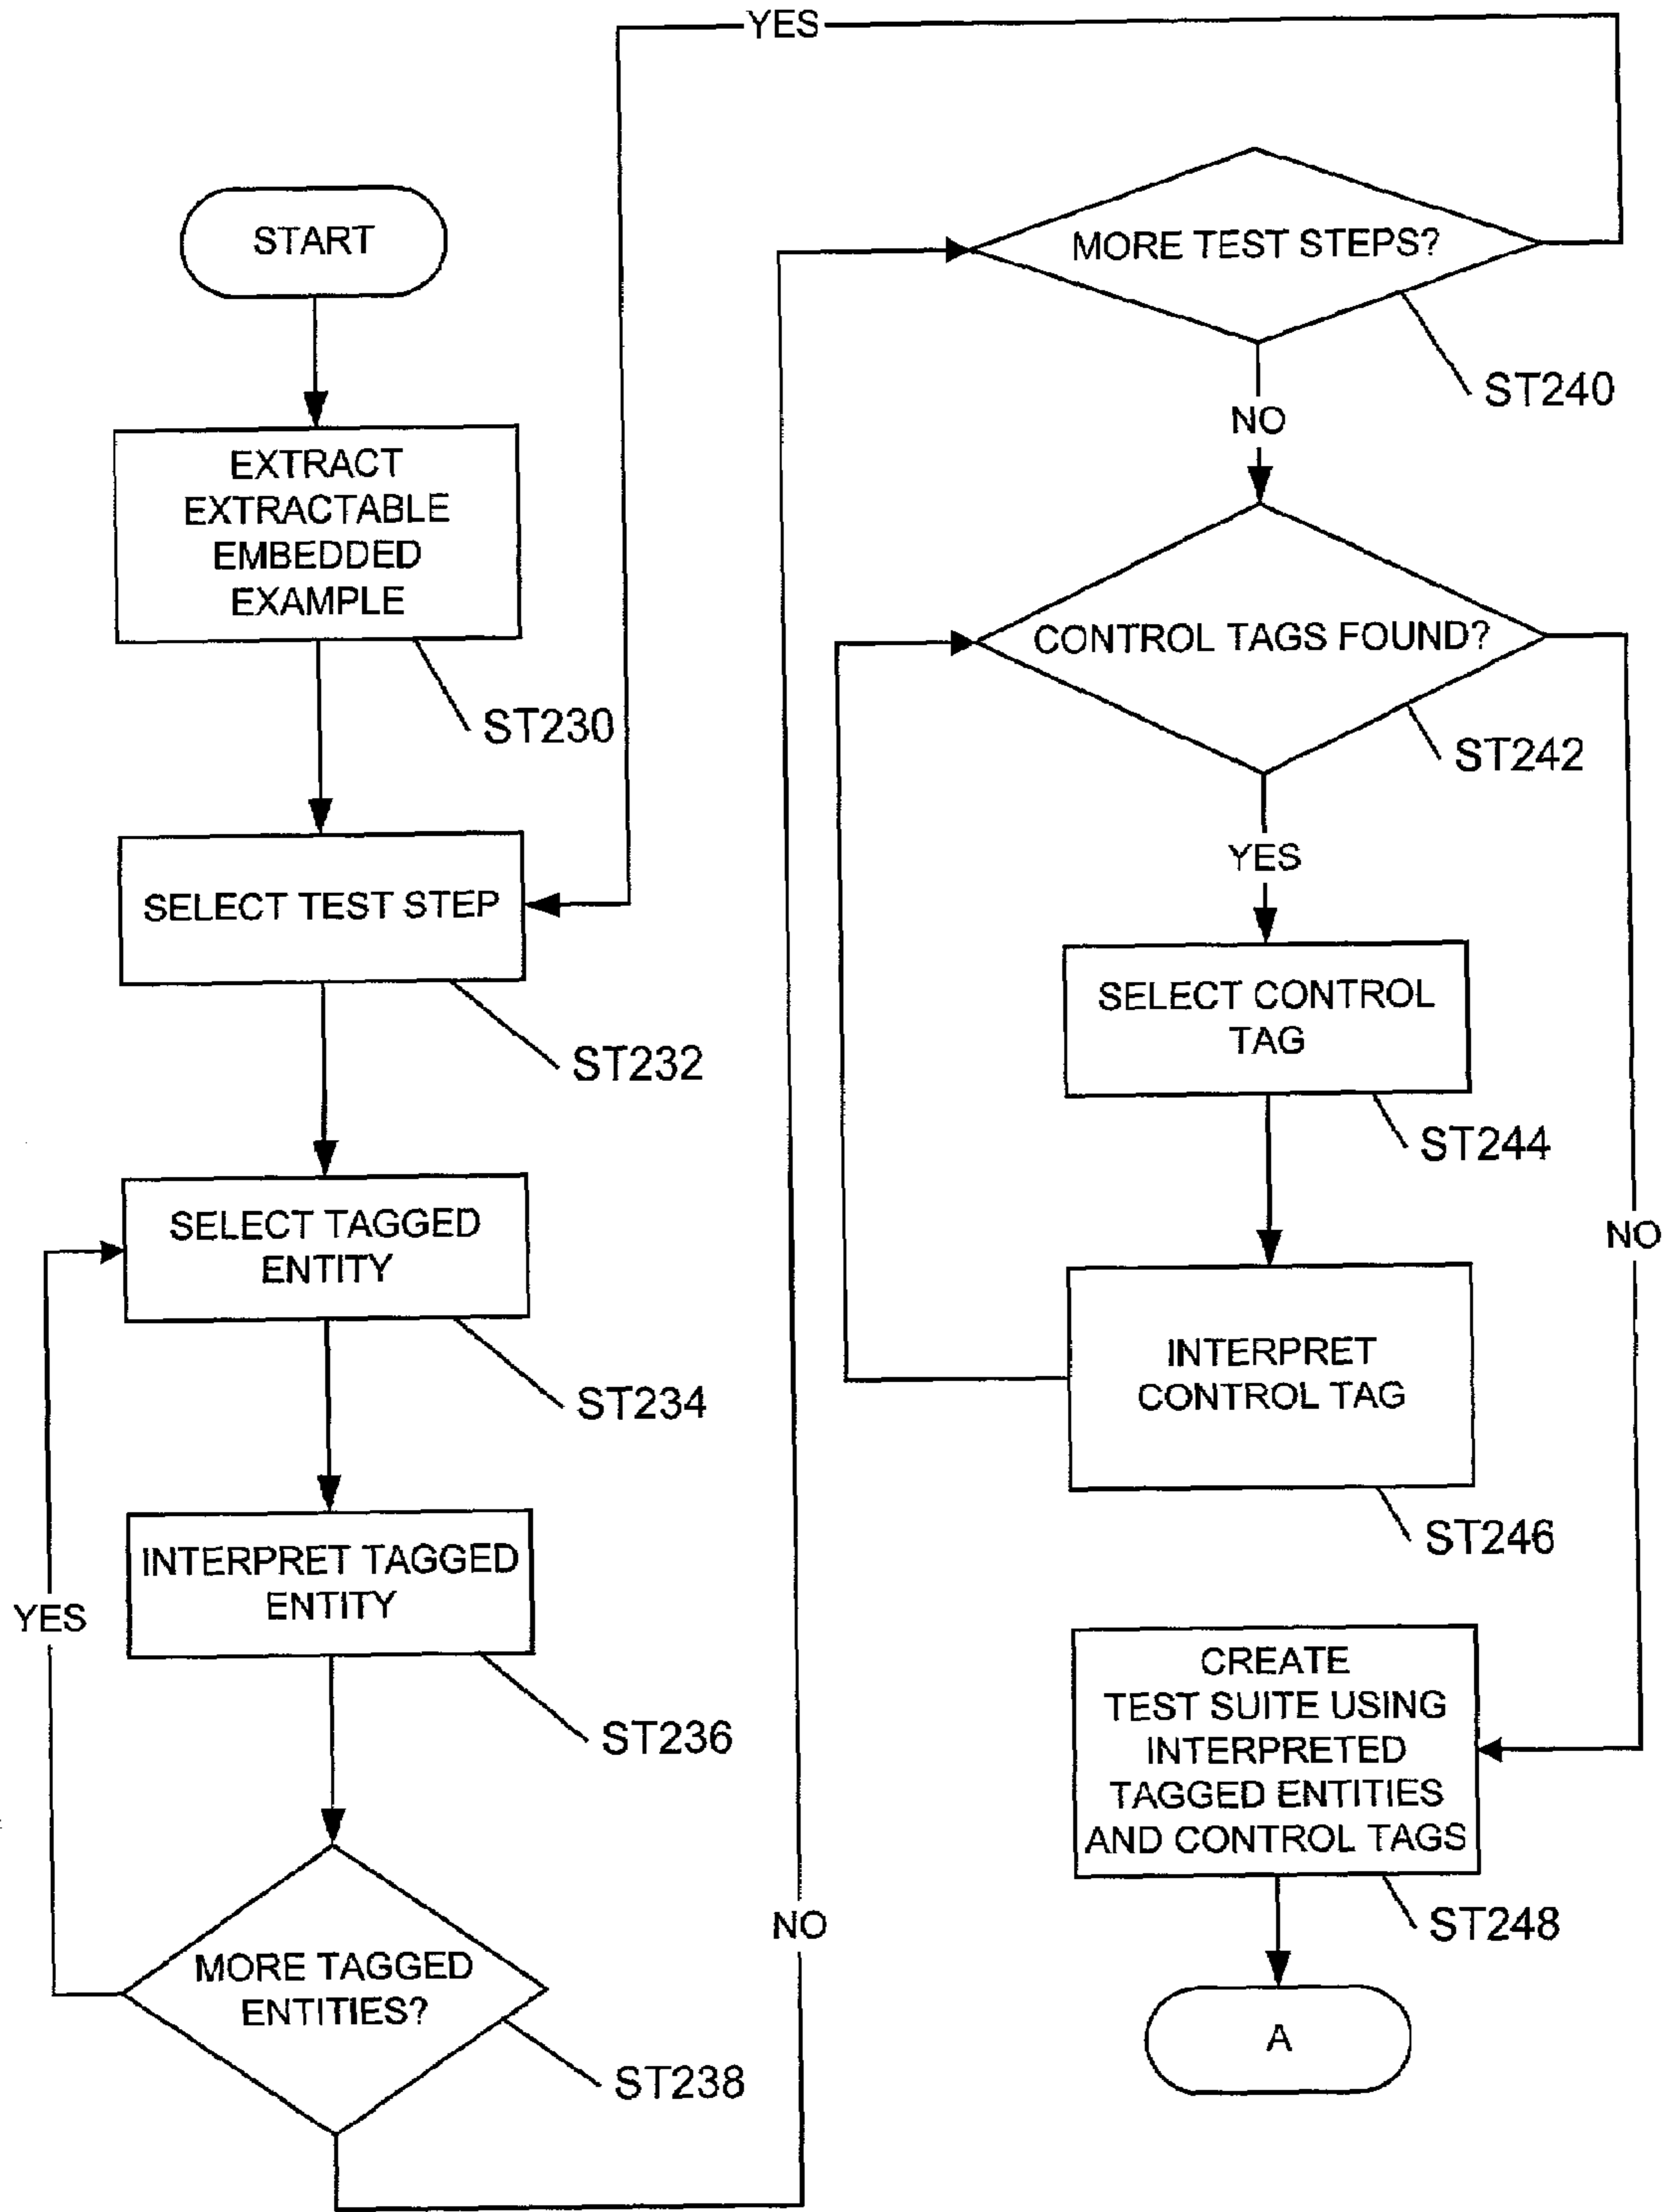 START
EXTRACT
EXTRACTABLE
EMBEDDED
EXAMPLE
ST230
SELECT TEST STEP
ST232
SELECT TAGGED
ENTITY
ST234
INTERPRET TAGGED
ENTITY
ST236
YES
MORE TAGGED
ENTITIES?
ST238
NO
YES
MORE TEST STEPS?
ST240
NO
CONTROL TAGS FOUND?
ST242
YES
SELECT CONTROL
TAG
ST244
NO
INTERPRET
CONTROL TAG
ST246
CREATE
TEST SUITE USING
INTERPRETED
TAGGED ENTITIES
AND CONTROL TAGS
ST248
A